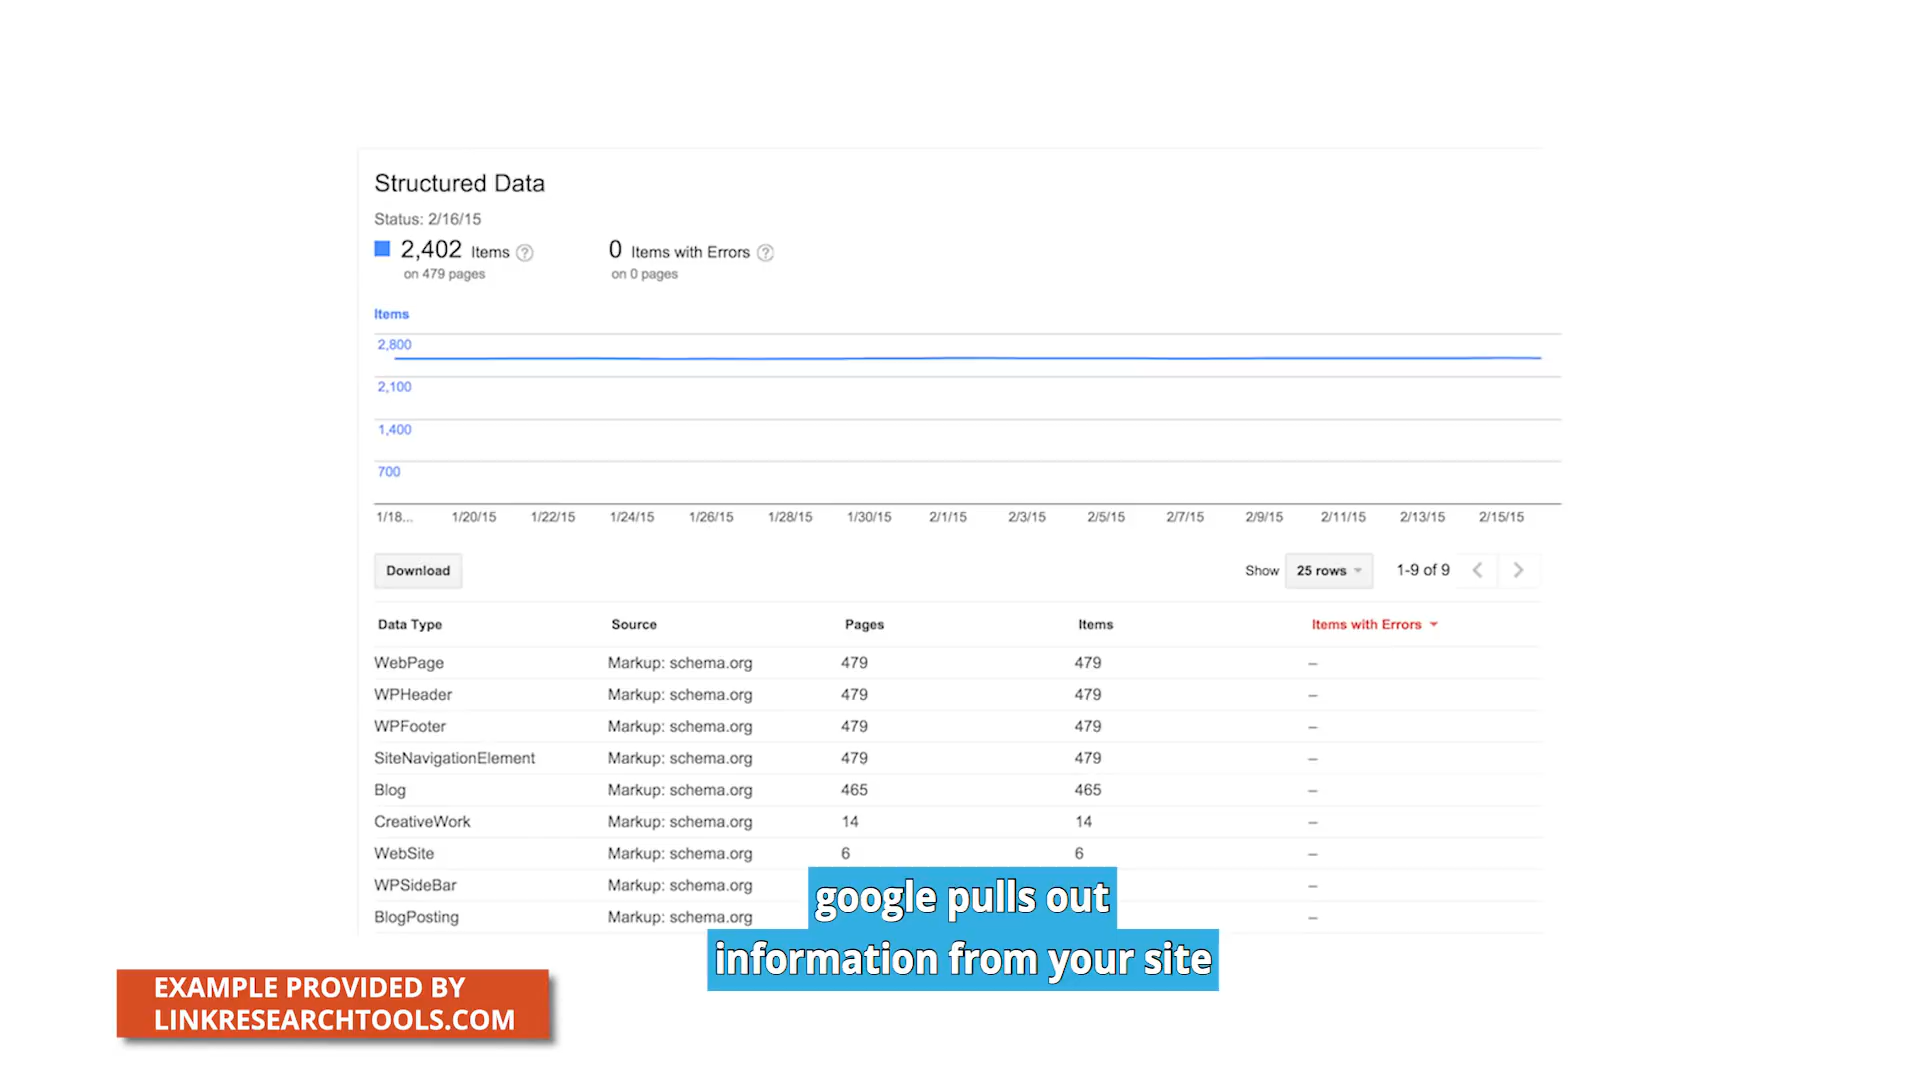 Structured Data
Status: 2/16/15
2,402 Items ?
0 Items with Errors ?
on 479 pages
on 0 pages
Items
2,800
2,100
1,400
700
1/18... 1/20/15 1/22/15 1/24/15 1/26/15 1/28/15 1/30/15 2/1/15 2/3/15 2/5/15 2/7/15 2/9/15 2/11/15 2/13/15 2/15/15
Download
Show 25 rows 1-9 of 9
Data Type Source Pages Items Items with Errors
WebPage Markup: schema.org 479 479 –
WPHeader Markup: schema.org 479 479 –
WPFooter Markup: schema.org 479 479 –
SiteNavigationElement Markup: schema.org 479 479 –
Blog Markup: schema.org 465 465 –
CreativeWork Markup: schema.org 14 14 –
WebSite Markup: schema.org 6 6 –
WPSideBar Markup: schema.org –
BlogPosting Markup: schema.org –
google pulls out
information from your site
EXAMPLE PROVIDED BY
LINKRESEARCHTOOLS.COM